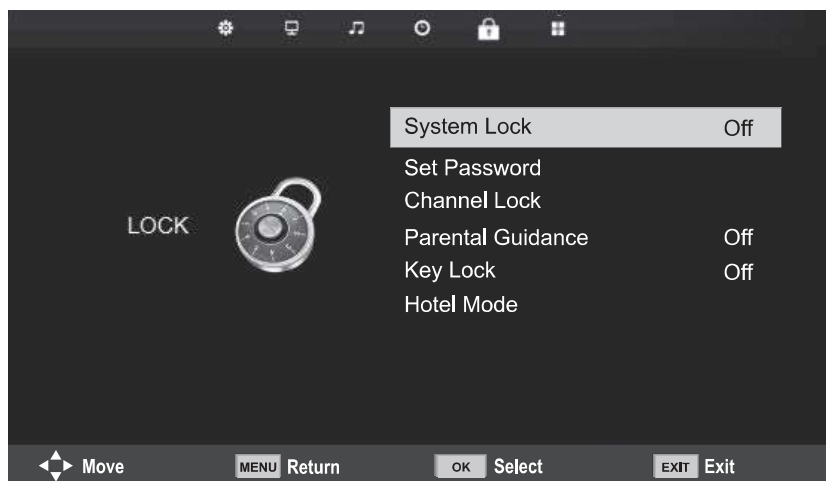 System Lock Off
Set Password
Channel Lock
LOCK
Parental Guidance Off
Key Lock Off
Hotel Mode
Move MENU Return OK Select EXIT Exit